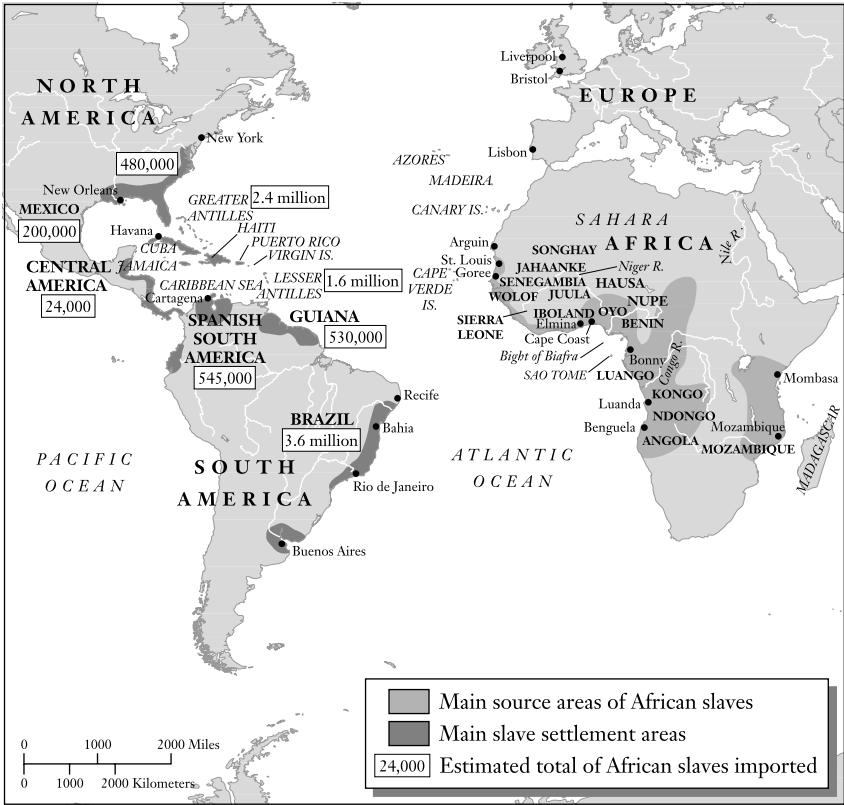 NORTH
AMERICA
EUROPE
Liverpool
Bristol
New York
Lisbon
480,000
AZORES
MADEIRA
CANARY IS.
New Orleans
MEXICO
200,000
GREATER
ANTILLES
2.4 million
HAITI
PUERTO RICO
VIRGIN IS.
Havana
CUBA
JAMAICA
SAHARA
AFRICA
Nile R.
Arguin
St. Louis
Goree
CAPE
VERDE
IS.
SONGHAY
JAHAANKE
Niger R.
SENEGAMBIA
HAUSA
WOLOF
JUULA
NUPE
CENTRAL
AMERICA
24,000
CARIBBEAN SEA
LESSER
ANTILLES
1.6 million
Cartagena
SPANISH
SOUTH
AMERICA
545,000
GUIANA
530,000
SIERRA
LEONE
IBOLAND
OYO
Elmina
BENIN
Cape Coast
Bight of Biafra
Bonny
SAO TOME
LUANGO
Congo R.
Mombasa
Recife
BRAZIL
3.6 million
Bahia
Luanda
KONGO
NDONGO
Benguela
ANGOLA
Mozambique
MOZAMBIQUE
MADAGASCAR
PACIFIC
OCEAN
SOUTH
AMERICA
Rio de Janeiro
ATLANTIC
OCEAN
Buenos Aires
Main source areas of African slaves
Main slave settlement areas
24,000 Estimated total of African slaves imported
0 1000 2000 Miles
0 1000 2000 Kilometers